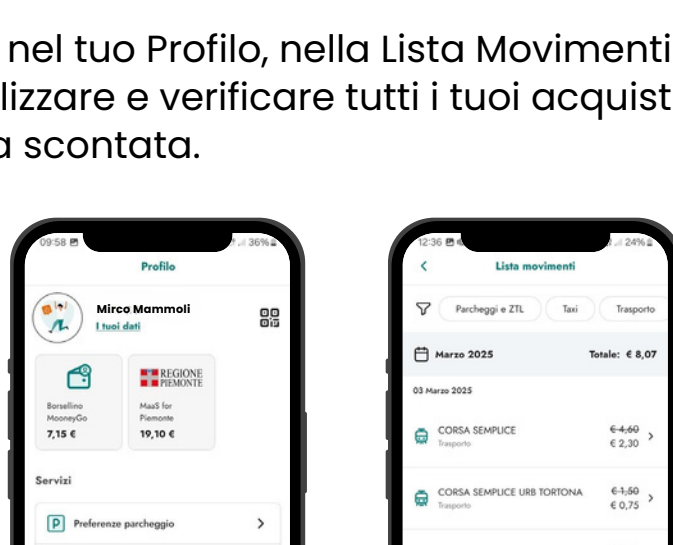 nel tuo Profilo, nella Lista Movimenti
lizzare e verificare tutti i tuoi acquist
a scontata.
09:58
36%
Profilo
Mirco Mammoli
I tuoi dati
Borsellino
MooneyGo
7,15 €
REGIONE
PIEMONTE
MaaS for
Piemonte
19,10 €
Servizi
P Preferenze parcheggio
12:36
24%
Lista movimenti
Parcheggi e ZTL Taxi Trasporto
Marzo 2025 Totale: € 8,07
03 Marzo 2025
CORSA SEMPLICE € 4,60
Trasporto € 2,30
CORSA SEMPLICE URB TORTONA € 1,50
Trasporto € 0,75